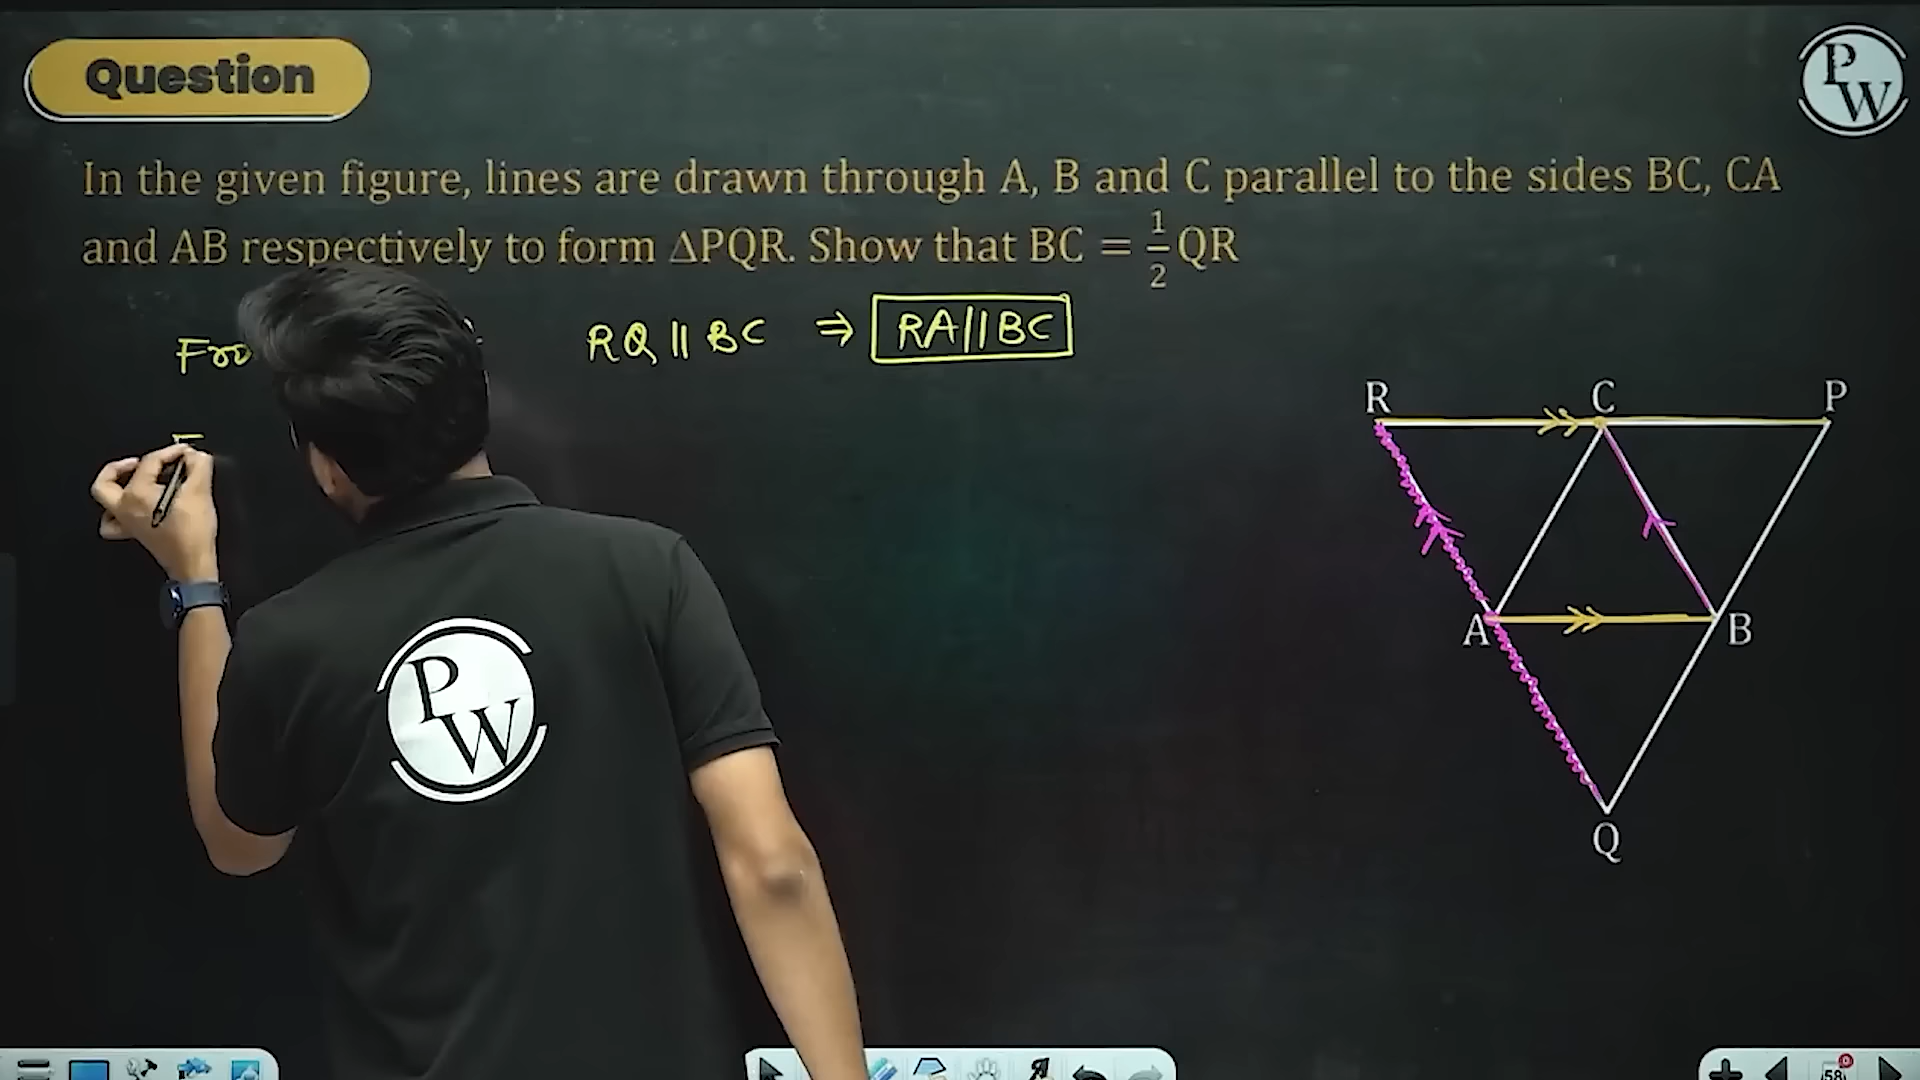 Question
P
W
In the given figure, lines are drawn through A, B and C parallel to the sides BC, CA
and AB respectively to form ΔPQR. Show that BC = 1/2 QR
RQ || BC ⇒ RA || BC
R C P
A B
Q
P
W
58